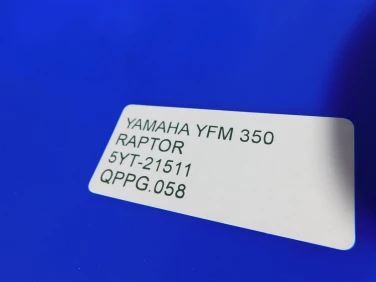 YAMAHA YFM 350
RAPTOR
5YT-21511
QPPG.058